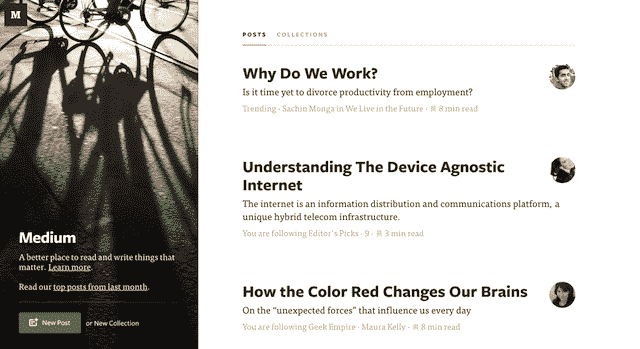 M
Medium
A better place to read and write things that
matter. Learn more.
Read our top posts from last month.
New Post
or New Collection
POSTS
COLLECTIONS
Why Do We Work?
Is it time yet to divorce productivity from employment?
Trending · Sachin Monga in We Live in the Future · 8 min read
Understanding The Device Agnostic
Internet
The internet is an information distribution and communications platform, a
unique hybrid telecom infrastructure.
You are following Editor's Picks · 9 · 3 min read
How the Color Red Changes Our Brains
On the “unexpected forces” that influence us every day
You are following Geek Empire · Maura Kelly · 8 min read